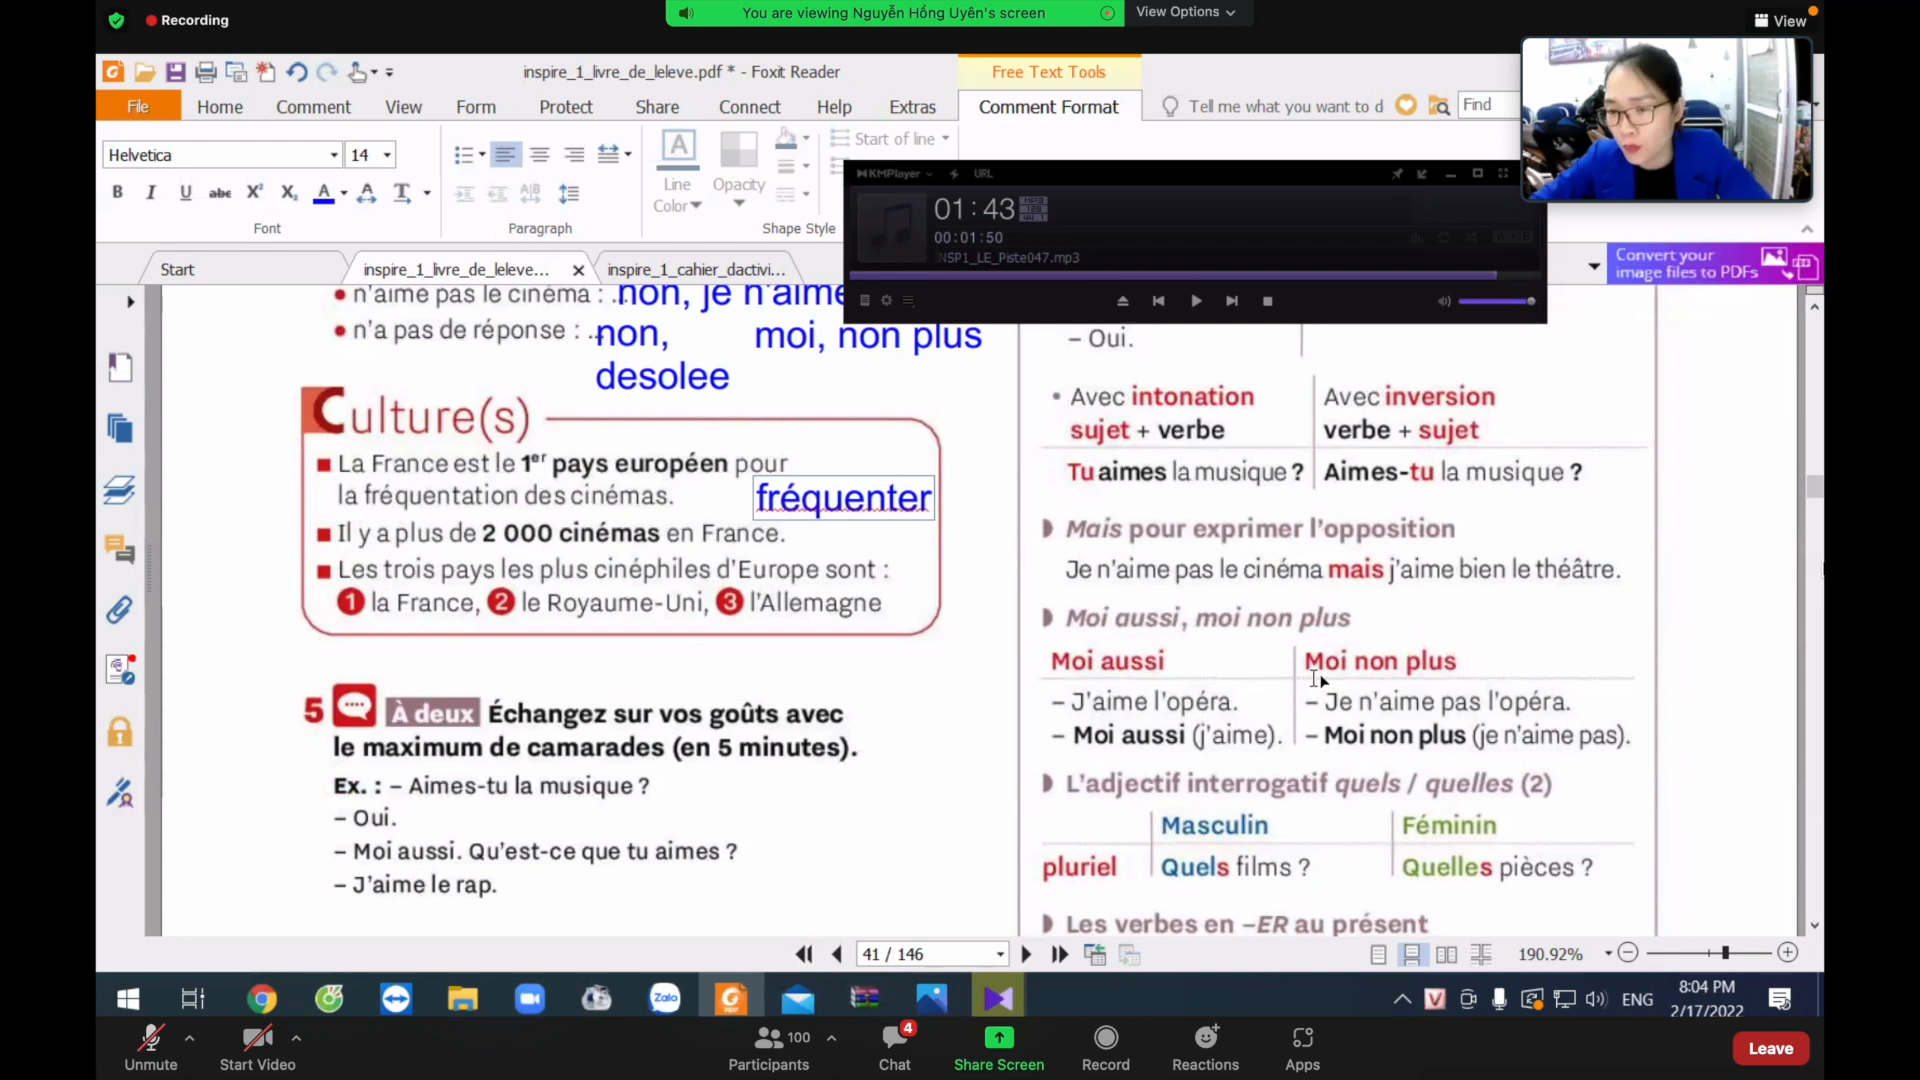 Recording
You are viewing Nguyễn Hồng Uyên's screen
View Options
View
inspire_1_livre_de_leleve.pdf * - Foxit Reader
Free Text Tools
File
Home
Comment
View
Form
Protect
Share
Connect
Help
Extras
Comment Format
Tell me what you want to d
Find
Helvetica
14
Start of line
Line
Color
Opacity
Font
Paragraph
Shape Style
KMPlayer
URL
01:43
00:01:50
NSP1_LE_Piste047.mp3
Start
inspire_1_livre_de_leleve...
inspire_1_cahier_dactivi...
Convert your
image files to PDFs
• n'aime pas le cinéma : ...
non, je n'aime
• n'a pas de réponse : ...
non,
desolee
moi, non plus
Culture(s)
La France est le 1er pays européen pour
la fréquentation des cinémas.
fréquenter
Il y a plus de 2 000 cinémas en France.
Les trois pays les plus cinéphiles d'Europe sont :
1 la France, 2 le Royaume-Uni, 3 l'Allemagne
5 À deux Échangez sur vos goûts avec
le maximum de camarades (en 5 minutes).
Ex. : – Aimes-tu la musique ?
– Oui.
– Moi aussi. Qu'est-ce que tu aimes ?
– J'aime le rap.
– Oui.
• Avec intonation
sujet + verbe
Avec inversion
verbe + sujet
Tu aimes la musique ?
Aimes-tu la musique ?
Mais pour exprimer l'opposition
Je n'aime pas le cinéma mais j'aime bien le théâtre.
Moi aussi, moi non plus
Moi aussi
Moi non plus
– J'aime l'opéra.
– Je n'aime pas l'opéra.
– Moi aussi (j'aime).
– Moi non plus (je n'aime pas).
L'adjectif interrogatif quels / quelles (2)
Masculin
Féminin
pluriel
Quels films ?
Quelles pièces ?
Les verbes en –ER au présent
41 / 146
190.92%
Zalo
ENG
8:04 PM
2/17/2022
Unmute
Start Video
Participants
100
Chat
4
Share Screen
Record
Reactions
Apps
Leave